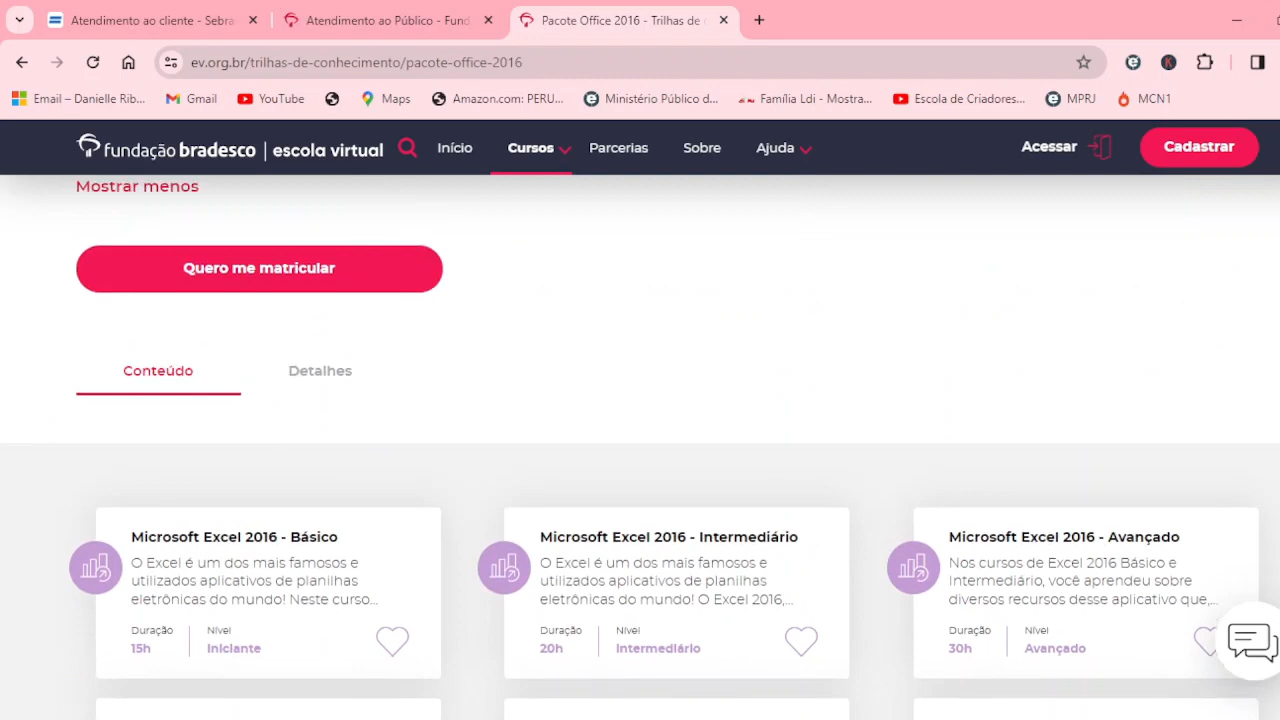 Atendimento ao cliente - Sebra
Atendimento ao Público - Fund
Pacote Office 2016 - Trilhas de
ev.org.br/trilhas-de-conhecimento/pacote-office-2016
Email – Danielle Rib...
Gmail
YouTube
Maps
Amazon.com: PERU...
Ministério Público d...
Família Ldi - Mostra...
Escola de Criadores...
MPRJ
MCN1
fundação bradesco | escola virtual
Início
Cursos
Parcerias
Sobre
Ajuda
Acessar
Cadastrar
Mostrar menos
Quero me matricular
Conteúdo
Detalhes
Microsoft Excel 2016 - Básico
O Excel é um dos mais famosos e
utilizados aplicativos de planilhas
eletrônicas do mundo! Neste curso...
Duração
Nível
15h
Iniciante
Microsoft Excel 2016 - Intermediário
O Excel é um dos mais famosos e
utilizados aplicativos de planilhas
eletrônicas do mundo! O Excel 2016,...
Duração
Nível
20h
Intermediário
Microsoft Excel 2016 - Avançado
Nos cursos de Excel 2016 Básico e
Intermediário, você aprendeu sobre
diversos recursos desse aplicativo que,...
Duração
Nível
30h
Avançado